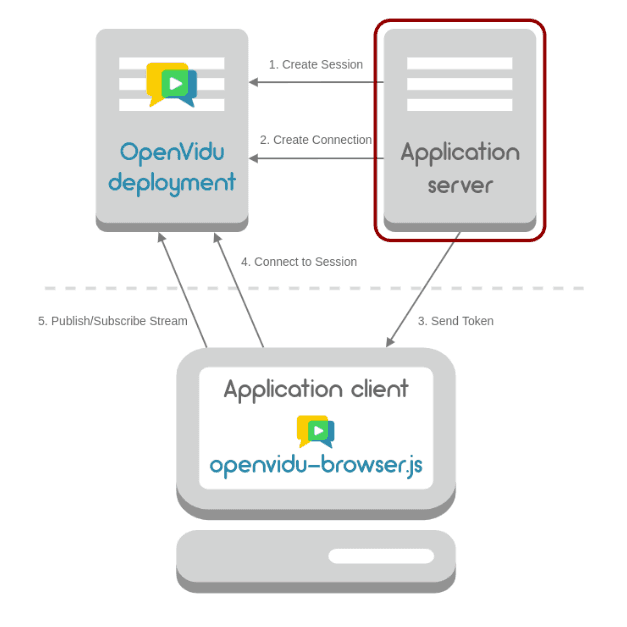 1. Create Session
2. Create Connection
OpenVidu
deployment
Application
server
4. Connect to Session
5. Publish/Subscribe Stream
3. Send Token
Application client
openvidu-browser.js